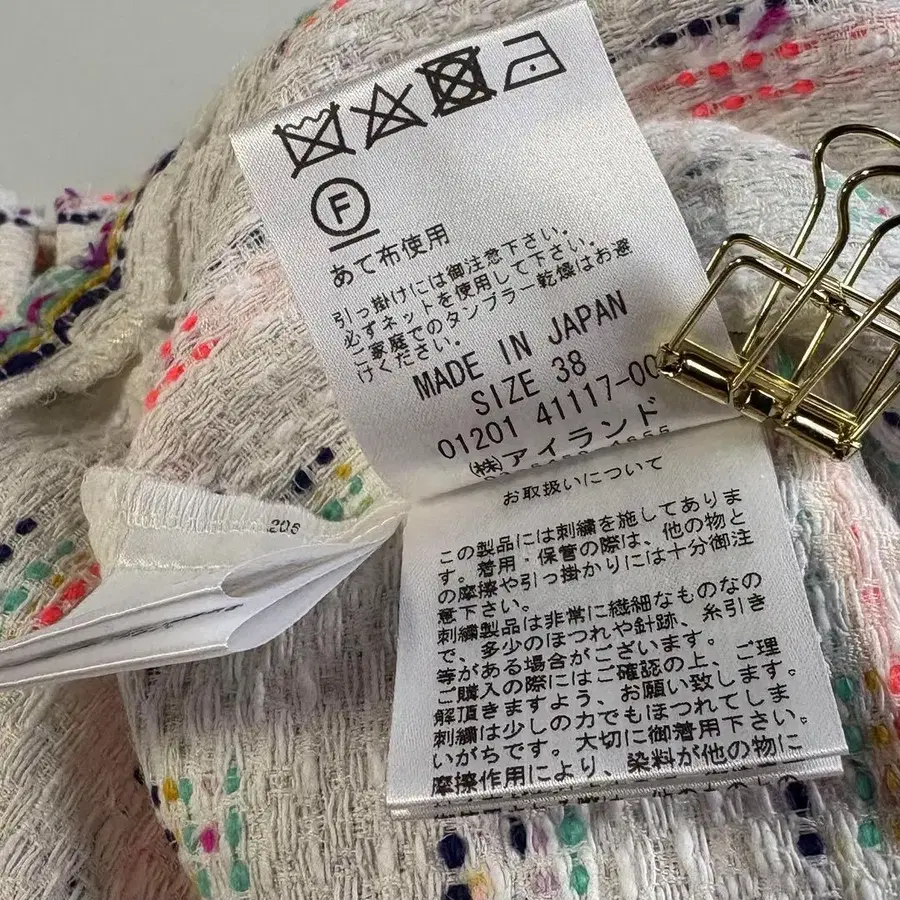 F
あて布使用
引っ掛けには御注意下さい。
必ずネットを使用して下さい。
ご家庭でのタンブラー乾燥はお避
けください。
MADE IN JAPAN
SIZE 38
01201 41117-00
㈱アイランド
お取扱いについて
この製品には刺繍を施してありま
す。着用・保管の際は、他の物と
の摩擦や引っ掛かりには十分御注
意下さい。
刺繍製品は非常に繊細なものなの
で、多少のほつれや針跡、糸引き
等がある場合がございます。
ご購入の際にはご確認の上、ご理
解頂きますよう、お願い致します。
刺繍は少しの力でもほつれてしま
いがちです。大切に御着用下さい。
摩擦作用により、染料が他の物に
206